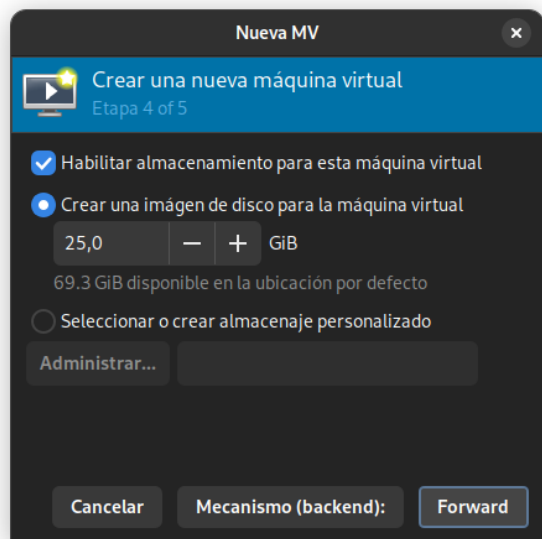 Nueva MV
Crear una nueva máquina virtual
Etapa 4 of 5
Habilitar almacenamiento para esta máquina virtual
Crear una imágen de disco para la máquina virtual
25,0 — + GiB
69.3 GiB disponible en la ubicación por defecto
Seleccionar o crear almacenaje personalizado
Administrar...
Cancelar Mecanismo (backend): Forward